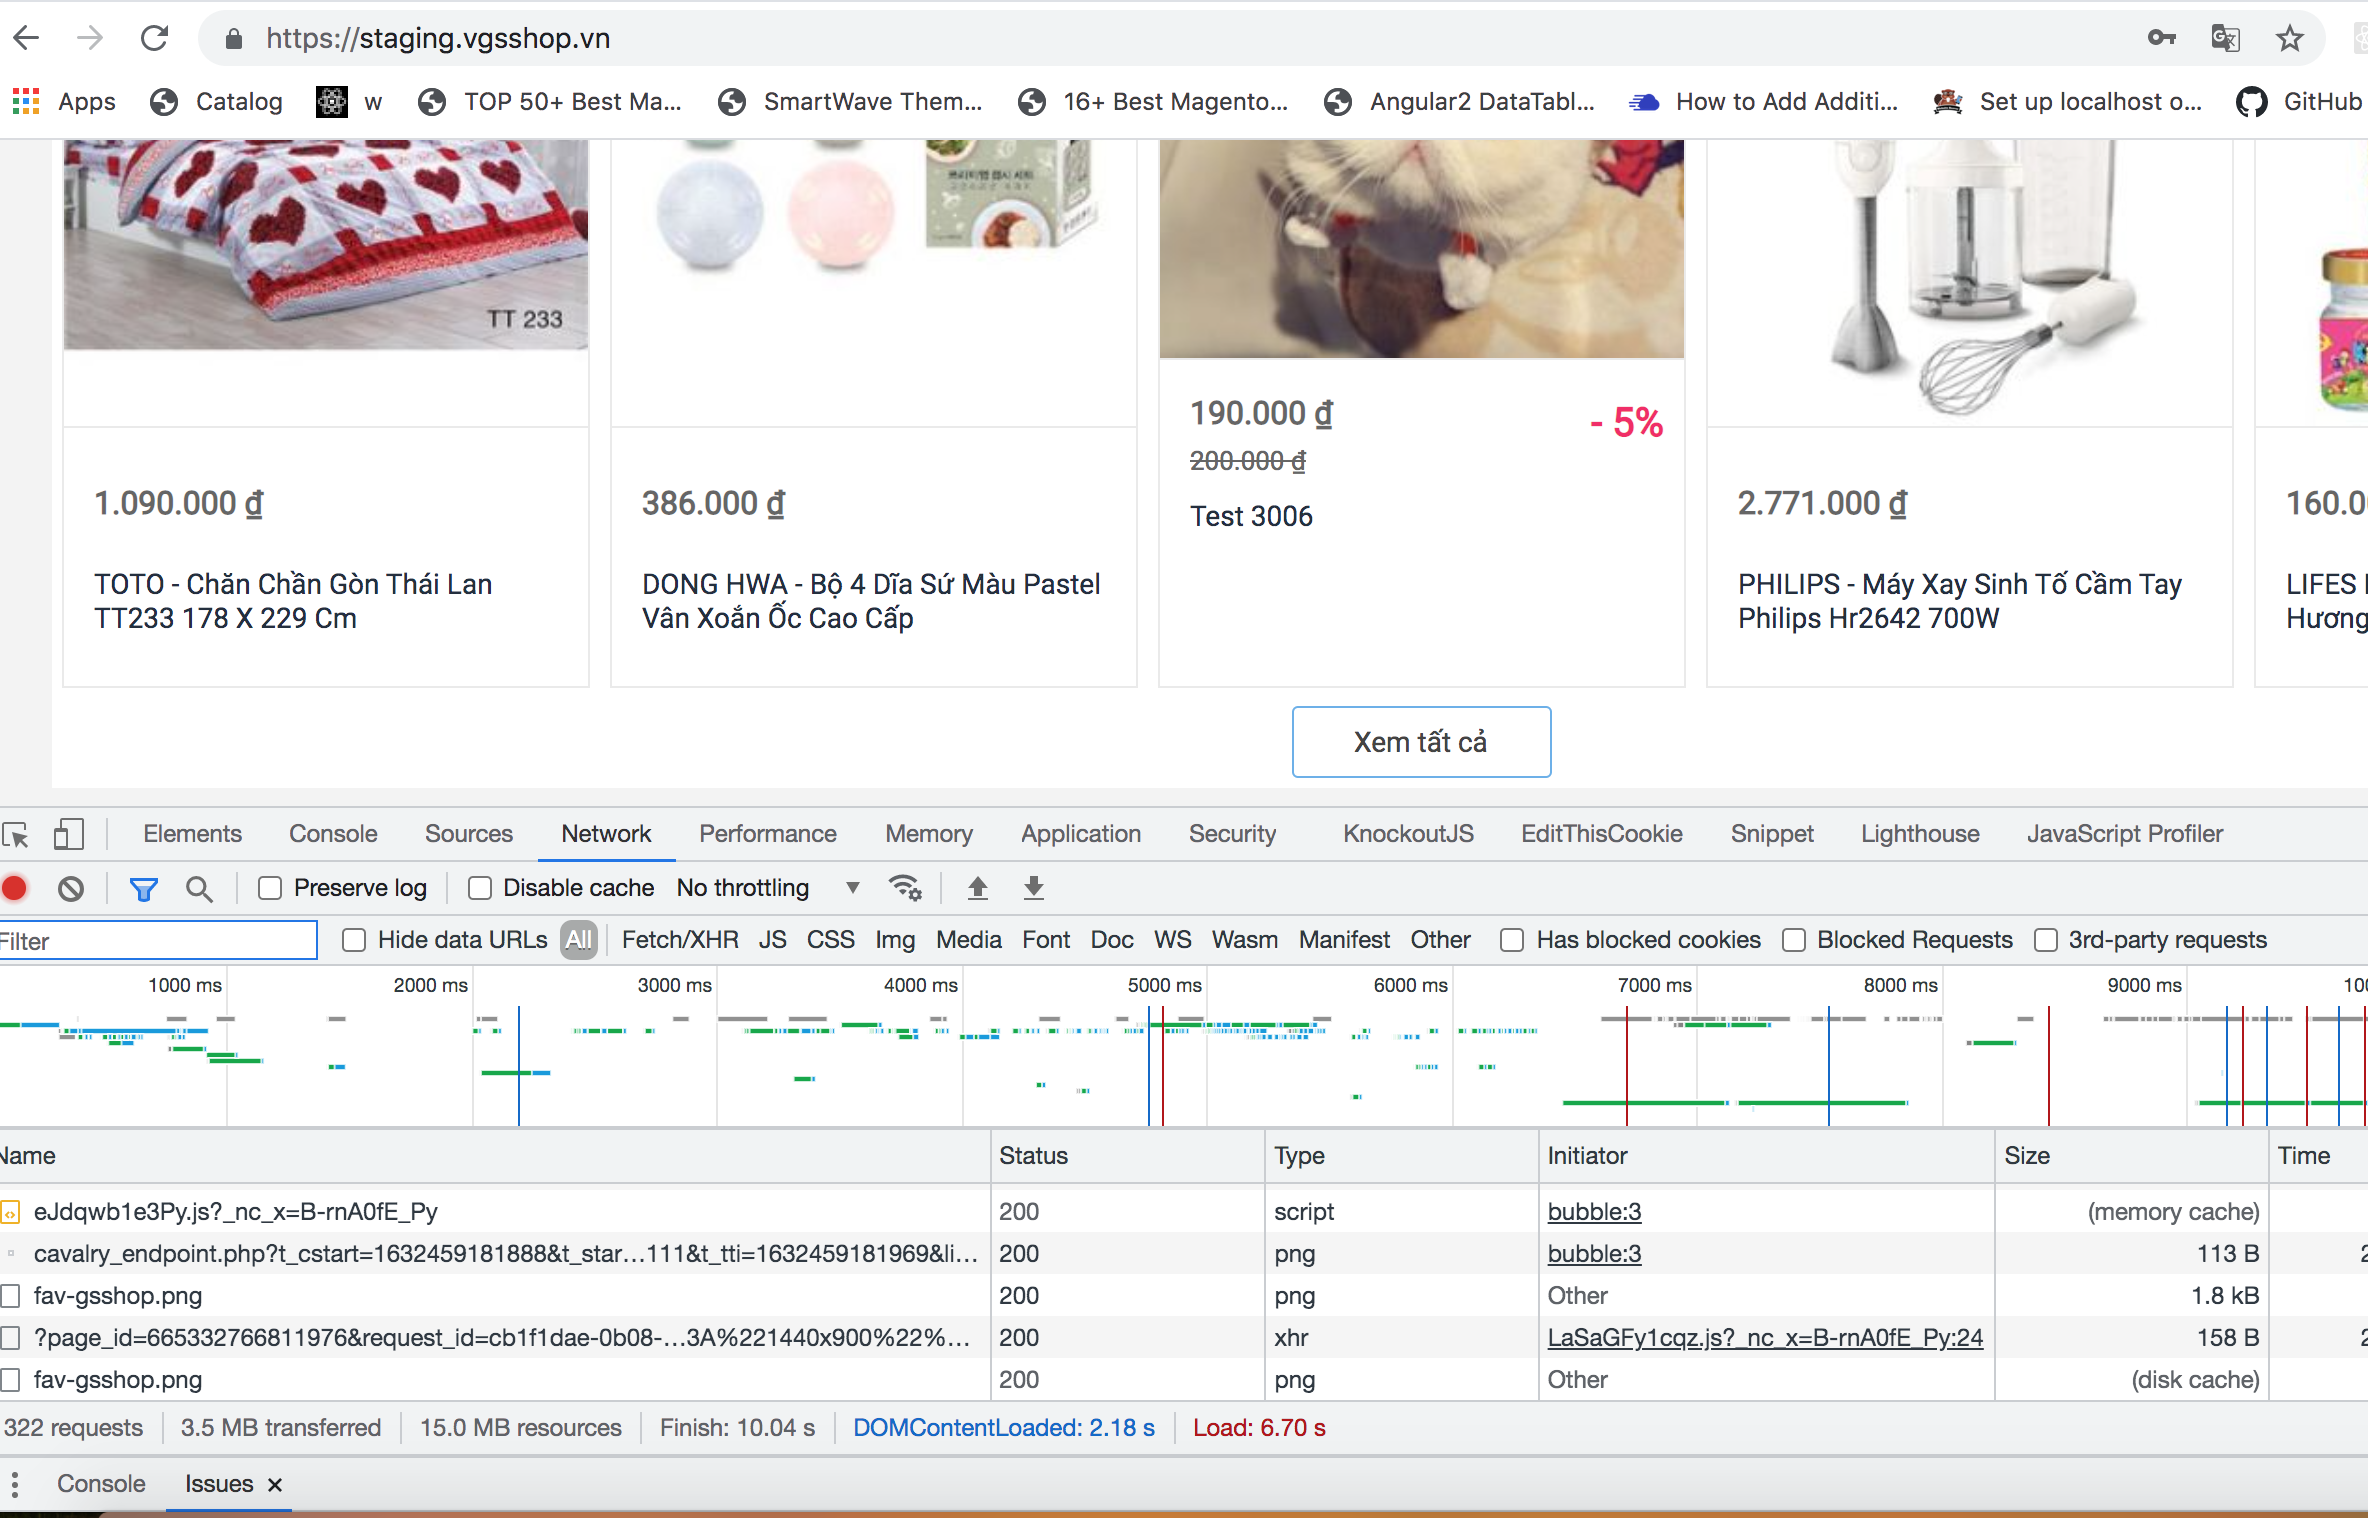 https://staging.vgsshop.vn
Apps Catalog w TOP 50+ Best Ma... SmartWave Them... 16+ Best Magento... Angular2 DataTabl... How to Add Additi... Set up localhost o... GitHub
TT 233
1.090.000 ₫
TOTO - Chăn Chần Gòn Thái Lan
TT233 178 X 229 Cm
386.000 ₫
DONG HWA - Bộ 4 Dĩa Sứ Màu Pastel
Vân Xoắn Ốc Cao Cấp
190.000 ₫
- 5%
200.000 ₫
Test 3006
2.771.000 ₫
PHILIPS - Máy Xay Sinh Tố Cầm Tay
Philips Hr2642 700W
160.0
LIFES
Hương
Xem tất cả
Elements Console Sources Network Performance Memory Application Security KnockoutJS EditThisCookie Snippet Lighthouse JavaScript Profiler
Preserve log Disable cache No throttling
Filter Hide data URLs All Fetch/XHR JS CSS Img Media Font Doc WS Wasm Manifest Other Has blocked cookies Blocked Requests 3rd-party requests
1000 ms 2000 ms 3000 ms 4000 ms 5000 ms 6000 ms 7000 ms 8000 ms 9000 ms 100
Name Status Type Initiator Size Time
eJdqwb1e3Py.js?_nc_x=B-rnA0fE_Py 200 script bubble:3 (memory cache)
cavalry_endpoint.php?t_cstart=1632459181888&t_star...111&t_tti=1632459181969&li... 200 png bubble:3 113 B 2
fav-gsshop.png 200 png Other 1.8 kB
?page_id=665332766811976&request_id=cb1f1dae-0b08-...3A%221440x900%22%... 200 xhr LaSaGFy1cqz.js?_nc_x=B-rnA0fE_Py:24 158 B 2
fav-gsshop.png 200 png Other (disk cache)
322 requests 3.5 MB transferred 15.0 MB resources Finish: 10.04 s DOMContentLoaded: 2.18 s Load: 6.70 s
Console Issues ×